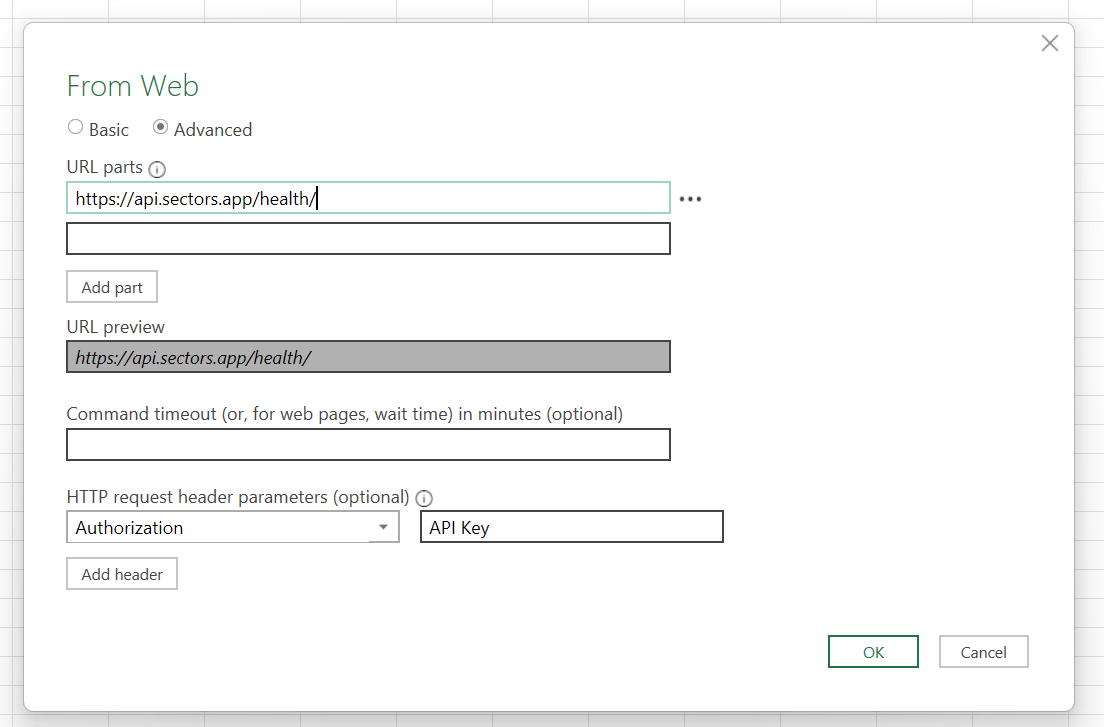 From Web
Basic Advanced
URL parts
https://api.sectors.app/health/
Add part
URL preview
https://api.sectors.app/health/
Command timeout (or, for web pages, wait time) in minutes (optional)
HTTP request header parameters (optional)
Authorization API Key
Add header
OK Cancel